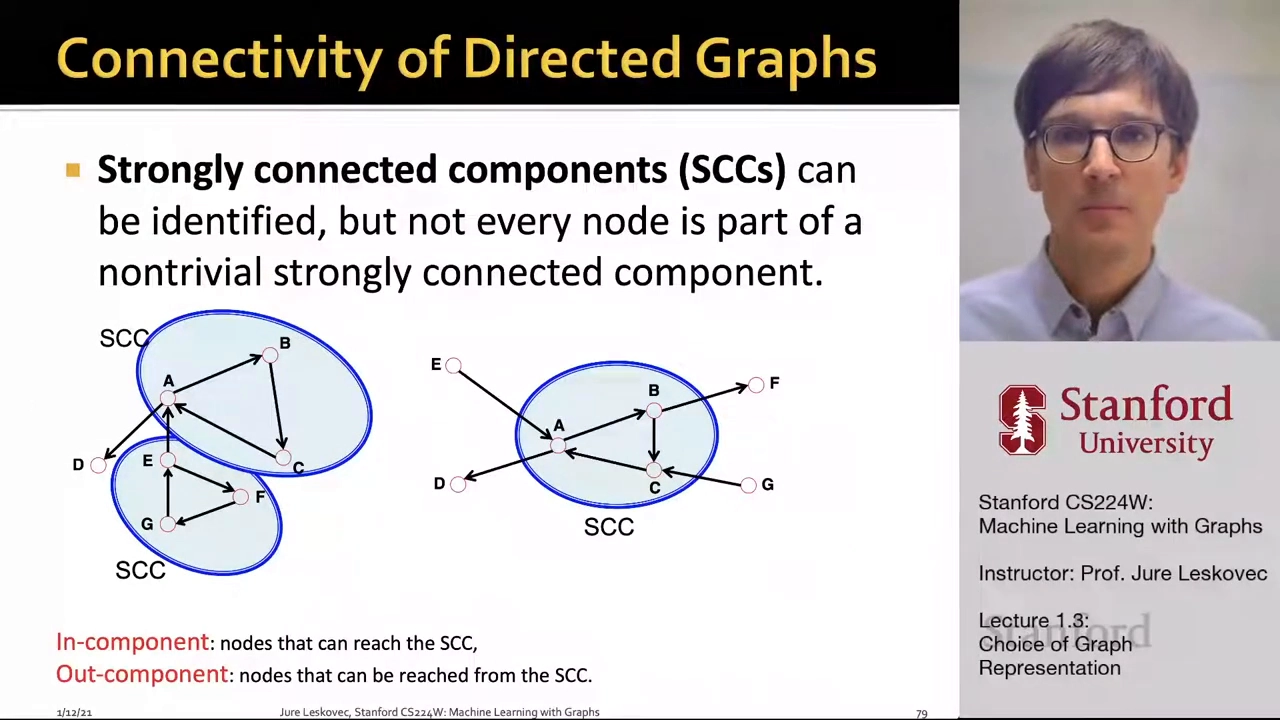 Connectivity of Directed Graphs
Strongly connected components (SCCs) can
be identified, but not every node is part of a
nontrivial strongly connected component.
SCC
B
A
D
E
C
F
G
SCC
E
F
B
A
D
C
G
SCC
In-component: nodes that can reach the SCC,
Out-component: nodes that can be reached from the SCC.
1/12/21
Jure Leskovec, Stanford CS224W: Machine Learning with Graphs
79
Stanford
University
Stanford CS224W:
Machine Learning with Graphs
Instructor: Prof. Jure Leskovec
Lecture 1.3:
Choice of Graph
Representation
Stanford